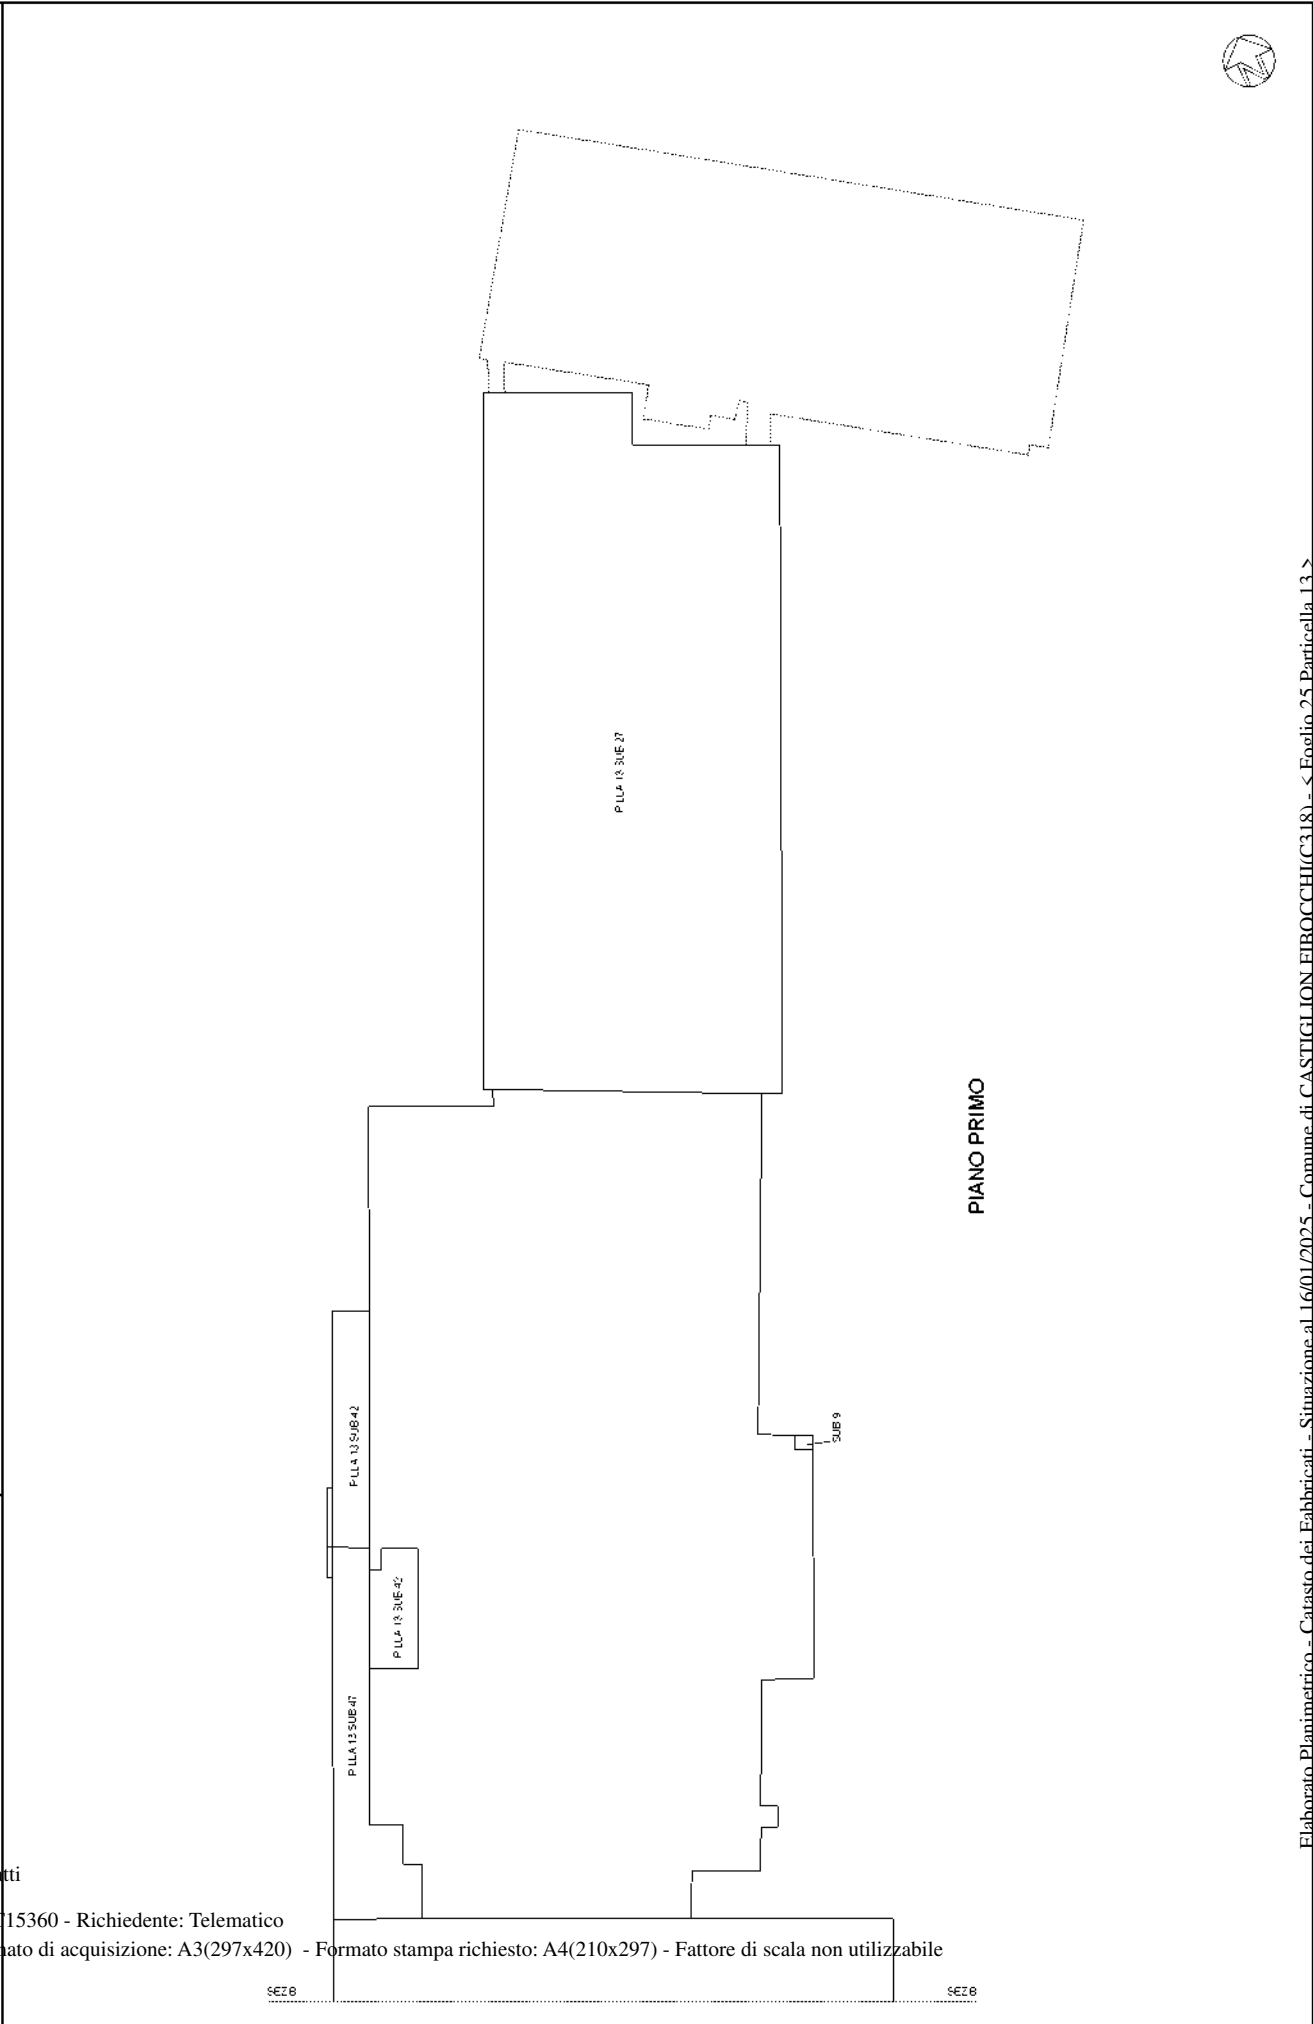 N
P.LLA 13 SUB 27
PIANO PRIMO
P.LLA 13 SUB 42
SUB 9
P.LLA 13 SUB 42
P.LLA 13 SUB 47
tti
715360 - Richiedente: Telematico
nato di acquisizione: A3(297x420) - Formato stampa richiesto: A4(210x297) - Fattore di scala non utilizzabile
SEZ B
SEZ B
Elaborato Planimetrico - Catasto dei Fabbricati - Situazione al 16/01/2025 - Comune di CASTIGLION FIBOCCHI(C318) - < Foglio 25 Particella 13 >